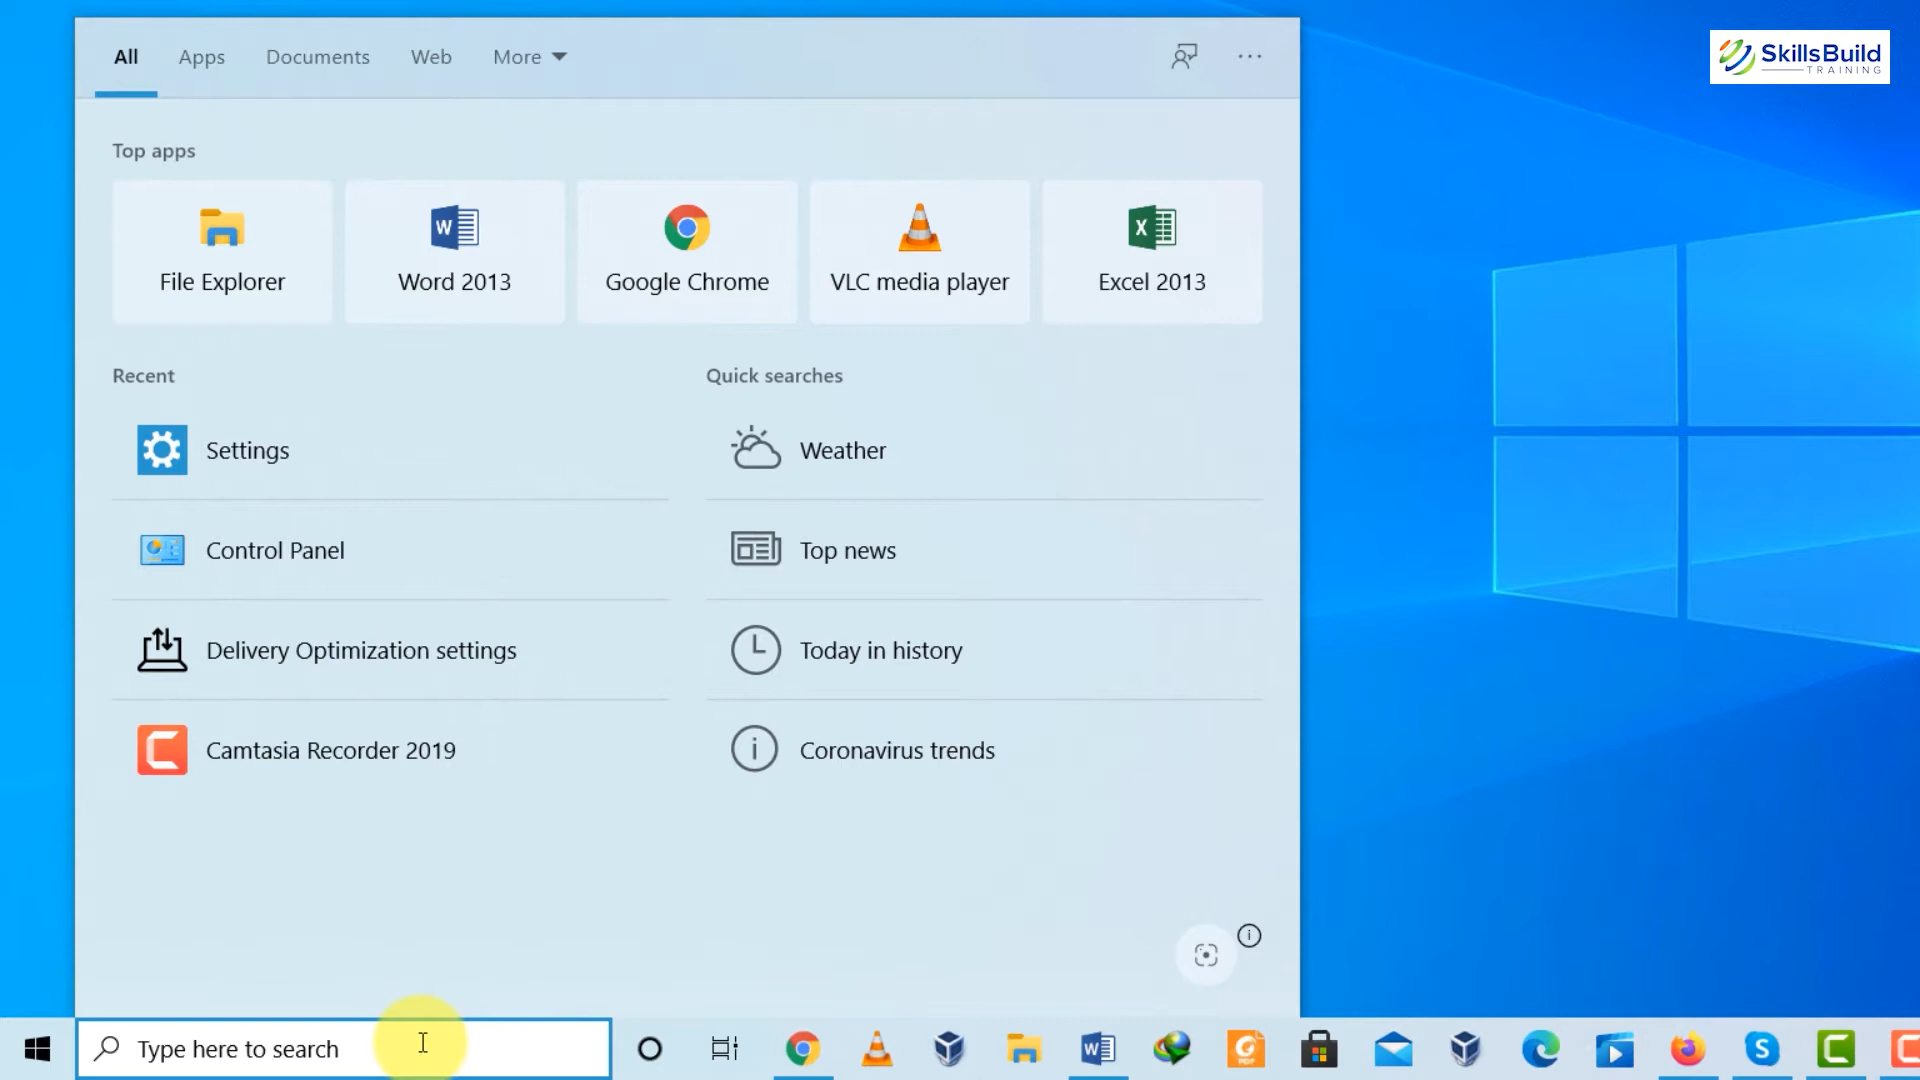 All Apps Documents Web More
SkillsBuild
TRAINING
Top apps
File Explorer Word 2013 Google Chrome VLC media player Excel 2013
Recent Quick searches
Settings Weather
Control Panel Top news
Delivery Optimization settings Today in history
Camtasia Recorder 2019 Coronavirus trends
Type here to search